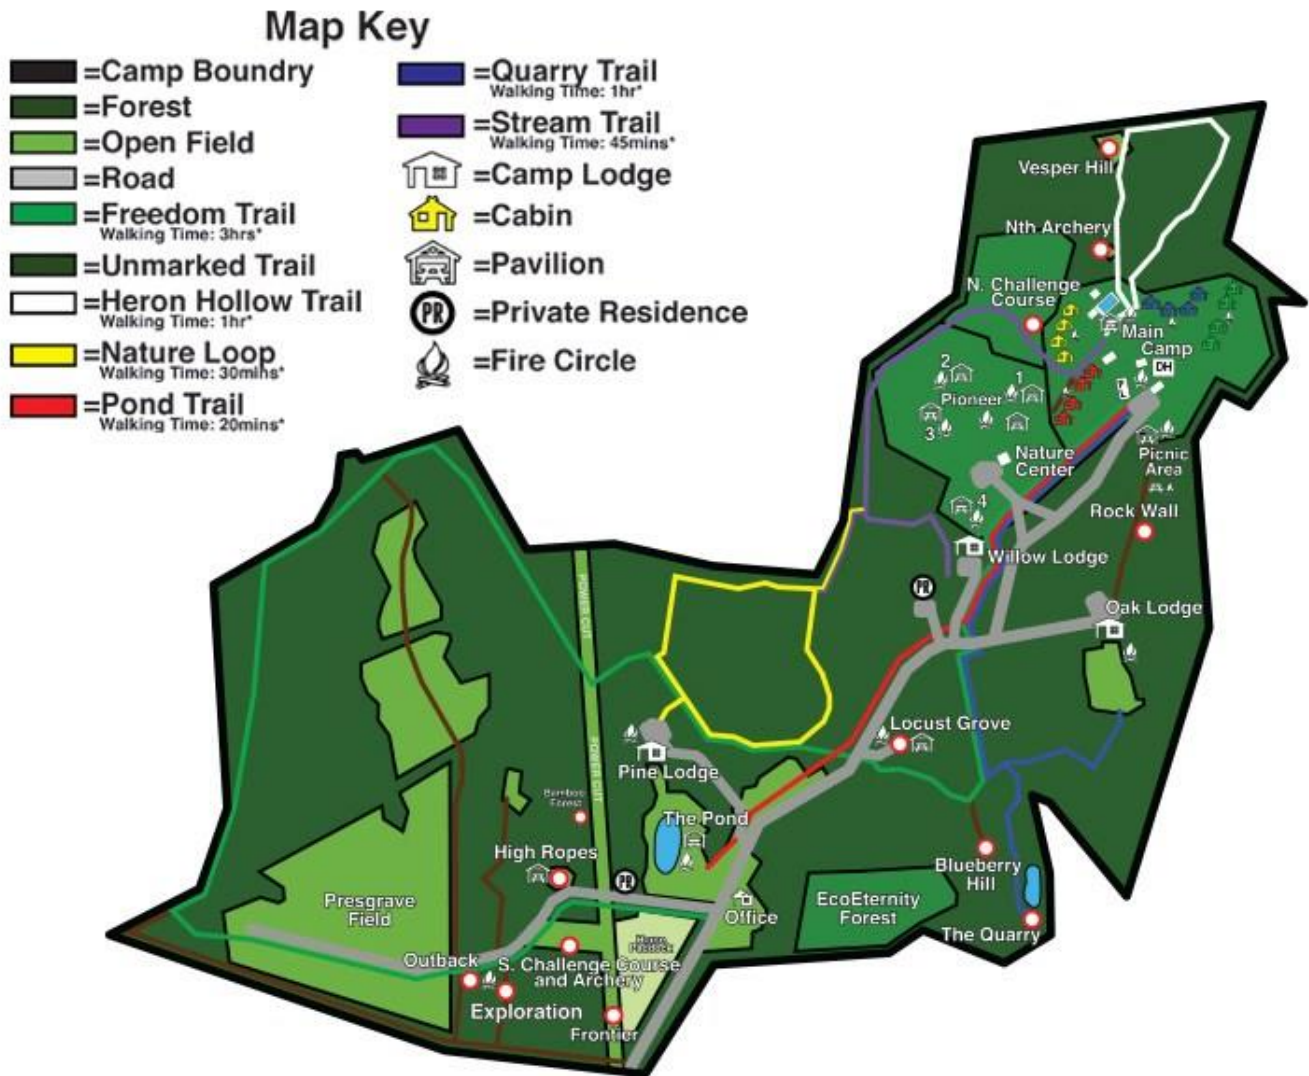 Map Key
=Camp Boundry
=Forest
=Open Field
=Road
=Freedom Trail
Walking Time: 3hrs*
=Unmarked Trail
=Heron Hollow Trail
Walking Time: 1hr*
=Nature Loop
Walking Time: 30mins*
=Pond Trail
Walking Time: 20mins*
=Quarry Trail
Walking Time: 1hr*
=Stream Trail
Walking Time: 45mins*
=Camp Lodge
=Cabin
=Pavilion
PR
=Private Residence
=Fire Circle
Vesper Hill
Nth Archery
N. Challenge
Course
Main
Camp
DH
2
1
Pioneer
3
Nature
Center
4
Picnic
Area
Rock Wall
Willow Lodge
PR
Oak Lodge
POWER CUT
POWER CUT
Locust Grove
Pine Lodge
Bamboo
Forest
The Pond
High Ropes
PR
Blueberry
Hill
EcoEternity
Forest
Presgrave
Field
Office
The Quarry
Horse
Paddock
Outback
S. Challenge Course
and Archery
Exploration
Frontier